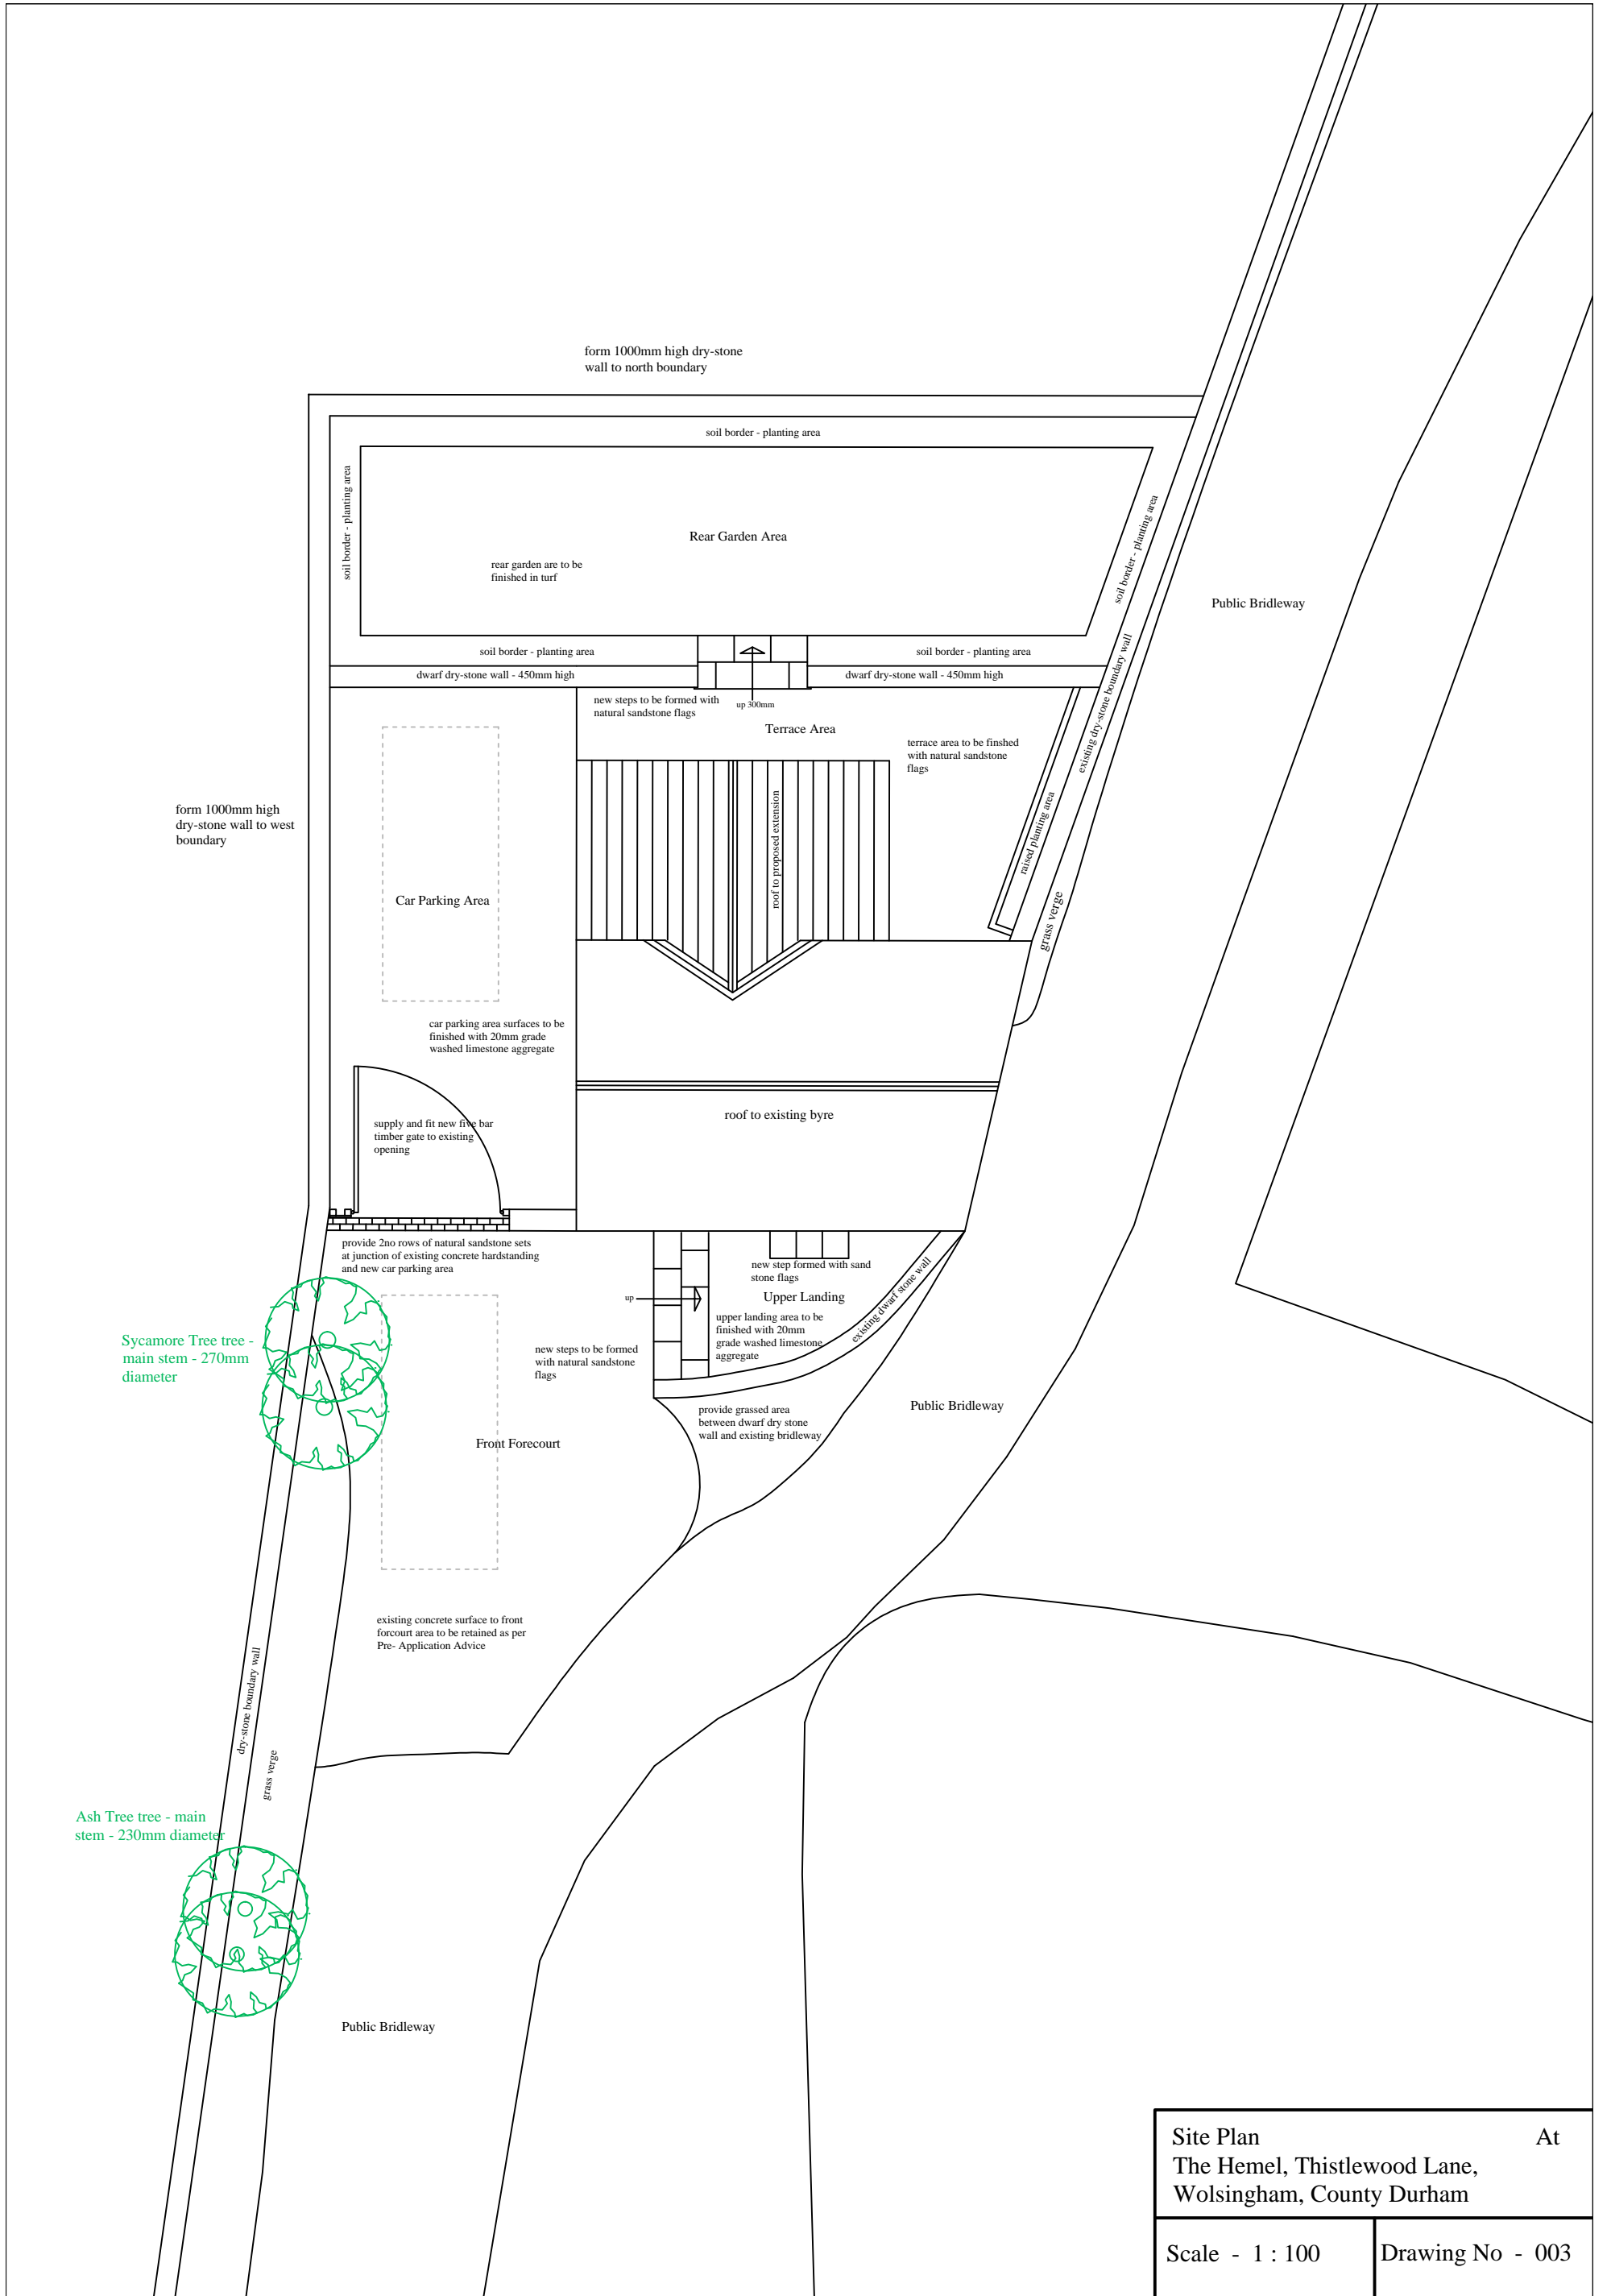 form 1000mm high dry-stone
wall to north boundary
soil border - planting area
soil border - planting area
Rear Garden Area
rear garden are to be
finished in turf
soil border - planting area
Public Bridleway
soil border - planting area
soil border - planting area
dwarf dry-stone wall - 450mm high
dwarf dry-stone wall - 450mm high
existing dry-stone boundary wall
new steps to be formed with
natural sandstone flags
up 300mm
Terrace Area
terrace area to be finshed
with natural sandstone
flags
form 1000mm high
dry-stone wall to west
boundary
roof to proposed extension
raised planting area
Car Parking Area
grass verge
car parking area surfaces to be
finished with 20mm grade
washed limestone aggregate
supply and fit new five bar
timber gate to existing
opening
roof to existing byre
provide 2no rows of natural sandstone sets
at junction of existing concrete hardstanding
and new car parking area
new step formed with sand
stone flags
existing dwarf stone wall
up
Upper Landing
upper landing area to be
finished with 20mm
grade washed limestone
aggregate
Sycamore Tree tree -
main stem - 270mm
diameter
new steps to be formed
with natural sandstone
flags
provide grassed area
between dwarf dry stone
wall and existing bridleway
Public Bridleway
Front Forecourt
existing concrete surface to front
forcourt area to be retained as per
Pre- Application Advice
dry-stone boundary wall
grass verge
Ash Tree tree - main
stem - 230mm diameter
Public Bridleway
Site Plan At
The Hemel, Thistlewood Lane,
Wolsingham, County Durham
Scale - 1 : 100
Drawing No - 003